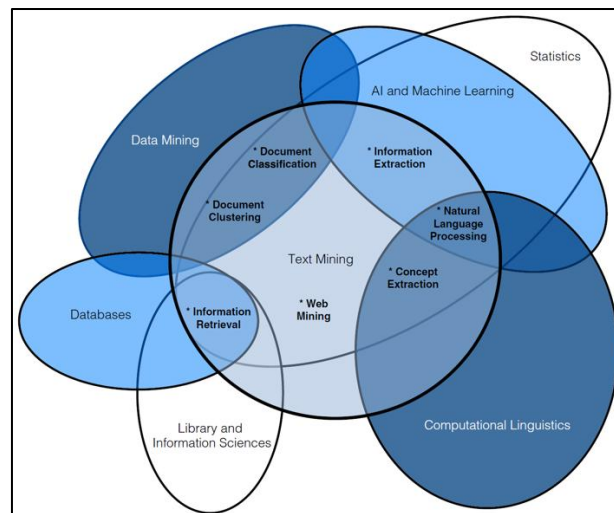 Statistics
AI and Machine Learning
Data Mining
* Document
Classification
* Information
Extraction
* Document
Clustering
* Natural
Language
Processing
Text Mining
* Concept
Extraction
* Web
Mining
Databases
* Information
Retrieval
Library and
Information Sciences
Computational Linguistics